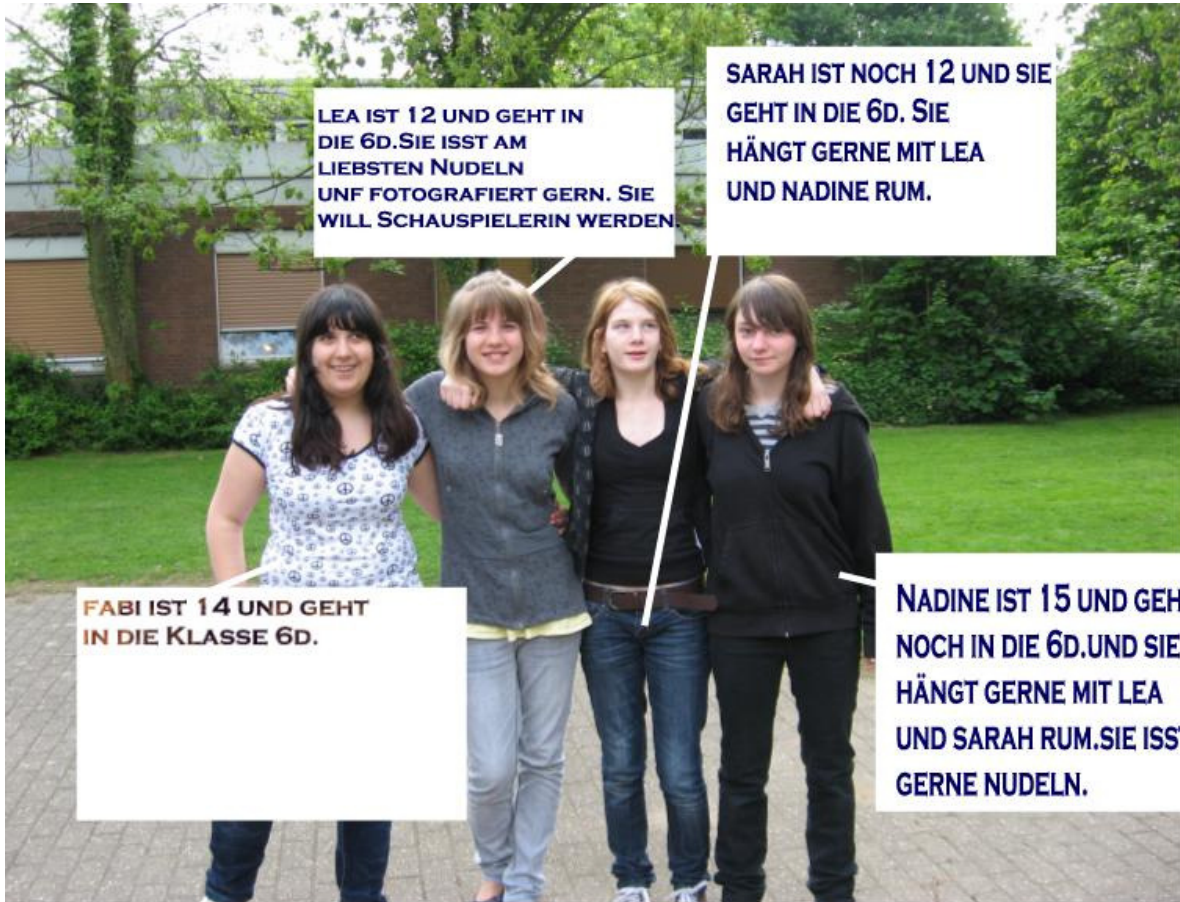 LEA IST 12 UND GEHT IN
DIE 6D.SIE ISST AM
LIEBSTEN NUDELN
UNF FOTOGRAFIERT GERN. SIE
WILL SCHAUSPIELERIN WERDEN.
SARAH IST NOCH 12 UND SIE
GEHT IN DIE 6D. SIE
HÄNGT GERNE MIT LEA
UND NADINE RUM.
FABI IST 14 UND GEHT
IN DIE KLASSE 6D.
NADINE IST 15 UND GEH
NOCH IN DIE 6D.UND SIE
HÄNGT GERNE MIT LEA
UND SARAH RUM.SIE ISST
GERNE NUDELN.